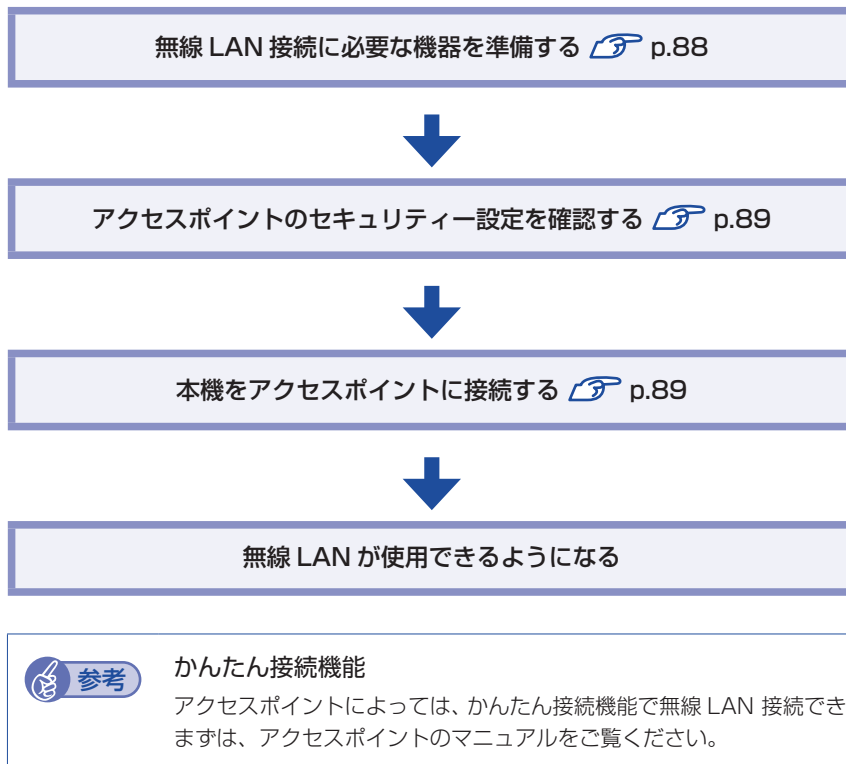 無線 LAN 接続に必要な機器を準備する p.88
アクセスポイントのセキュリティー設定を確認する p.89
本機をアクセスポイントに接続する p.89
無線 LAN が使用できるようになる
参考
かんたん接続機能
アクセスポイントによっては、かんたん接続機能で無線 LAN 接続でき
まずは、アクセスポイントのマニュアルをご覧ください。